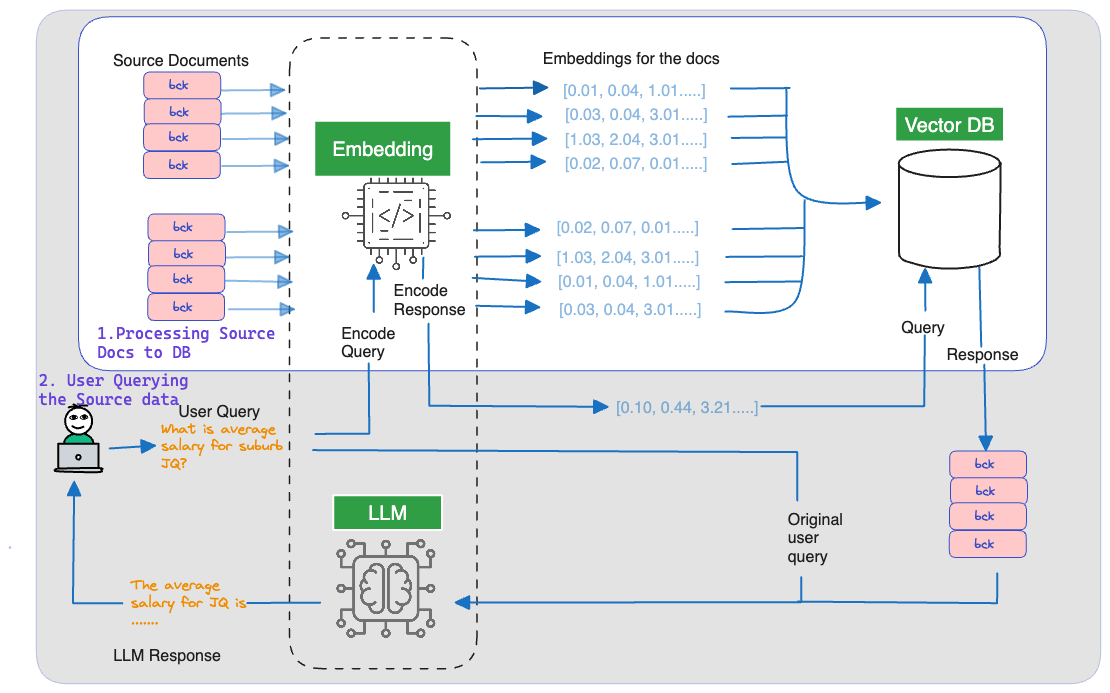 Source Documents
bck
bck
bck
bck
bck
bck
bck
bck
1.Processing Source
Docs to DB
Embedding
</>
Encode
Response
Encode
Query
Embeddings for the docs
[0.01, 0.04, 1.01.....]
[0.03, 0.04, 3.01.....]
[1.03, 2.04, 3.01.....]
[0.02, 0.07, 0.01.....]
[0.02, 0.07, 0.01.....]
[1.03, 2.04, 3.01.....]
[0.01, 0.04, 1.01.....]
[0.03, 0.04, 3.01.....]
Vector DB
Query
Response
2. User Querying
the Source data
User Query
What is average
salary for suburb
JQ?
[0.10, 0.44, 3.21.....]
bck
bck
bck
bck
LLM
Original
user
query
The average
salary for JQ is
.......
LLM Response